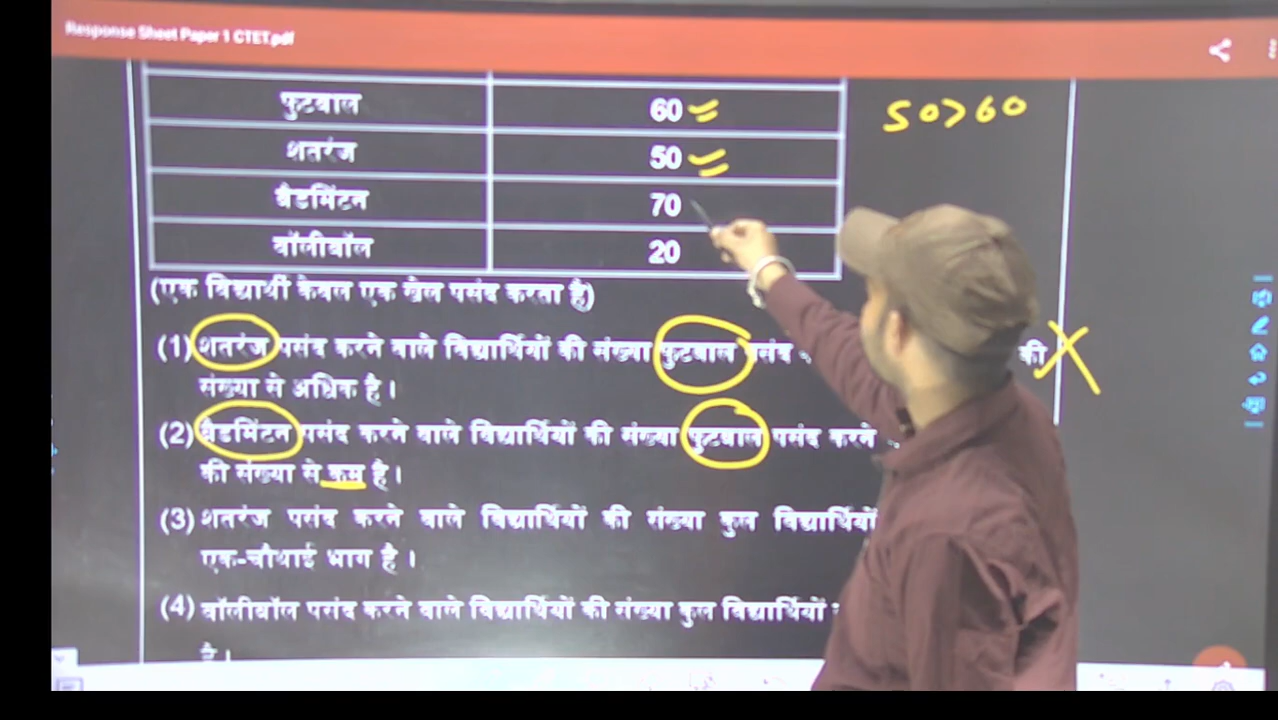 Response Sheet Paper 1 CTET.pdf
फुटबाल 60
50>60
शतरंज 50
बैडमिंटन 70
वॉलीबॉल 20
(एक विद्यार्थी केवल एक खेल पसंद करता है)
(1) शतरंज पसंद करने वाले विद्यार्थियों की संख्या फुटबाल पसंद की
संख्या से अधिक है।
(2) बैडमिंटन पसंद करने वाले विद्यार्थियों की संख्या फुटबाल पसंद करने
की संख्या से कम है।
(3) शतरंज पसंद करने वाले विद्यार्थियों की संख्या कुल विद्यार्थियों
एक-चौथाई भाग है।
(4) वॉलीबॉल पसंद करने वाले विद्यार्थियों की संख्या कुल विद्यार्थियों
है।